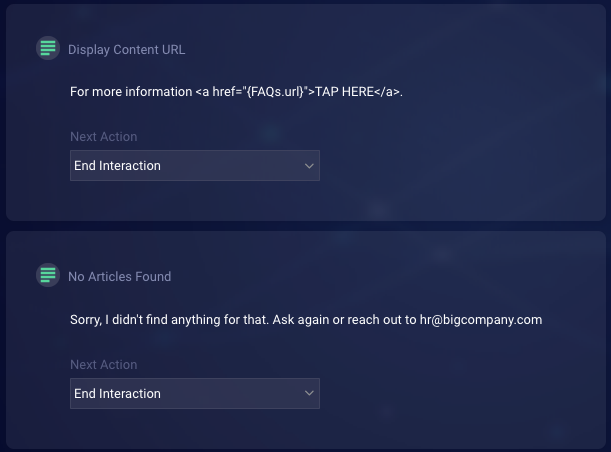 Display Content URL
For more information <a href="{FAQs.url}">TAP HERE</a>.
Next Action
End Interaction
No Articles Found
Sorry, I didn't find anything for that. Ask again or reach out to hr@bigcompany.com
Next Action
End Interaction